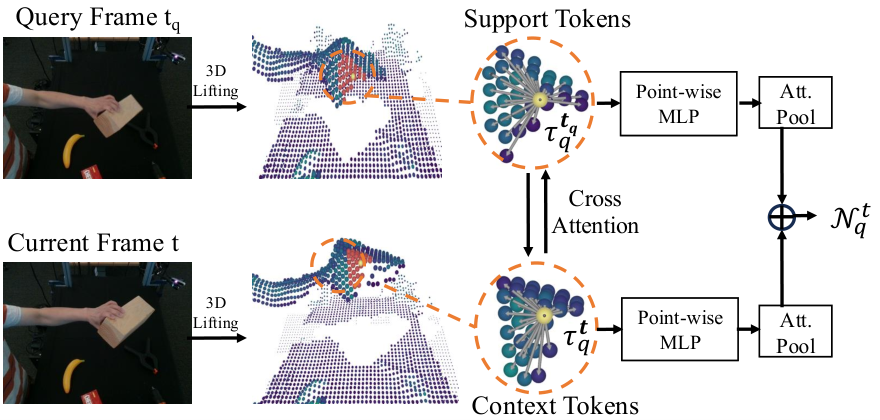 Query Frame t_q
3D
Lifting
Support Tokens
τ_q^{t_q}
Point-wise
MLP
Att.
Pool
Cross
Attention
⊕
𝒩_q^t
Current Frame t
3D
Lifting
τ_q^t
Point-wise
MLP
Att.
Pool
Context Tokens